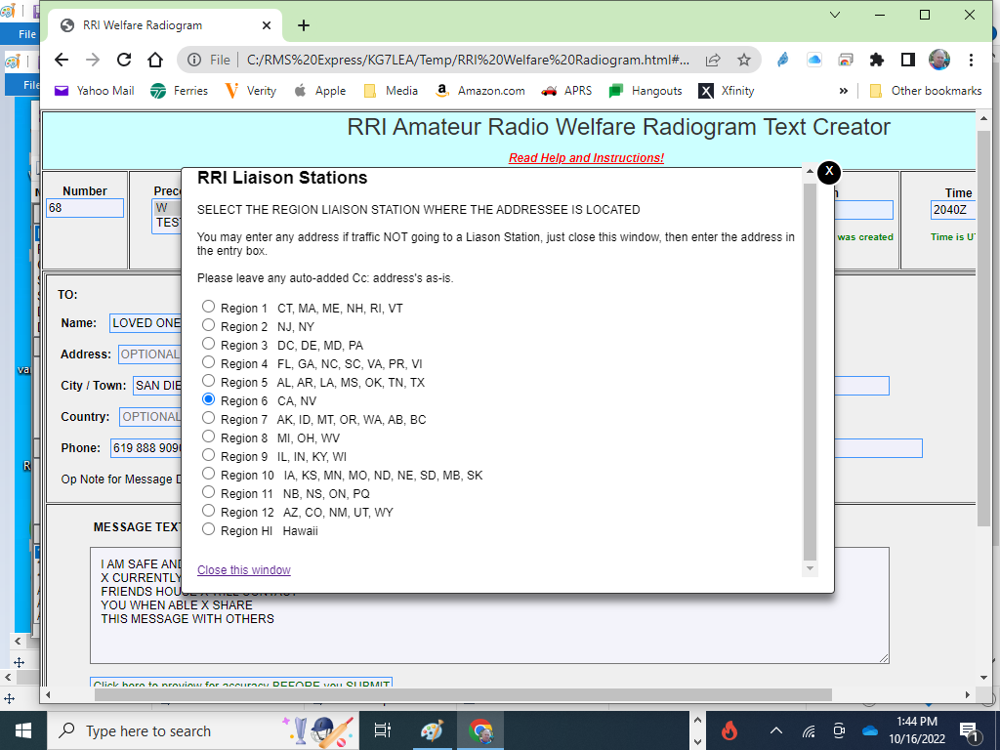 File
File
RRI Welfare Radiogram
File
C:/RMS%20Express/KG7LEA/Temp/RRI%20Welfare%20Radiogram.html#...
Yahoo Mail Ferries Verity Apple Media Amazon.com APRS Hangouts Xfinity » Other bookmarks
RRI Amateur Radio Welfare Radiogram Text Creator
Read Help and Instructions!
Number
68
W
TES
Time
2040Z
was created
Time is U
X
RRI Liaison Stations
SELECT THE REGION LIAISON STATION WHERE THE ADDRESSEE IS LOCATED
You may enter any address if traffic NOT going to a Liason Station, just close this window, then enter the address in
the entry box.
Please leave any auto-added Cc: address's as-is.
Region 1 CT, MA, ME, NH, RI, VT
Region 2 NJ, NY
Region 3 DC, DE, MD, PA
Region 4 FL, GA, NC, SC, VA, PR, VI
Region 5 AL, AR, LA, MS, OK, TN, TX
Region 6 CA, NV
Region 7 AK, ID, MT, OR, WA, AB, BC
Region 8 MI, OH, WV
Region 9 IL, IN, KY, WI
Region 10 IA, KS, MN, MO, ND, NE, SD, MB, SK
Region 11 NB, NS, ON, PQ
Region 12 AZ, CO, NM, UT, WY
Region HI Hawaii
Close this window
TO:
Name: LOVED ONE
Address: OPTIONAL
City / Town: SAN DIE
Country: OPTIONAL
Phone: 619 888 909
Op Note for Message D
MESSAGE TEXT
I AM SAFE AND
X CURRENTLY
FRIENDS HOUSE X WILL CONTACT
YOU WHEN ABLE X SHARE
THIS MESSAGE WITH OTHERS
Click here to preview for accuracy BEFORE you SUBMIT
Type here to search
1:44 PM
10/16/2022
1